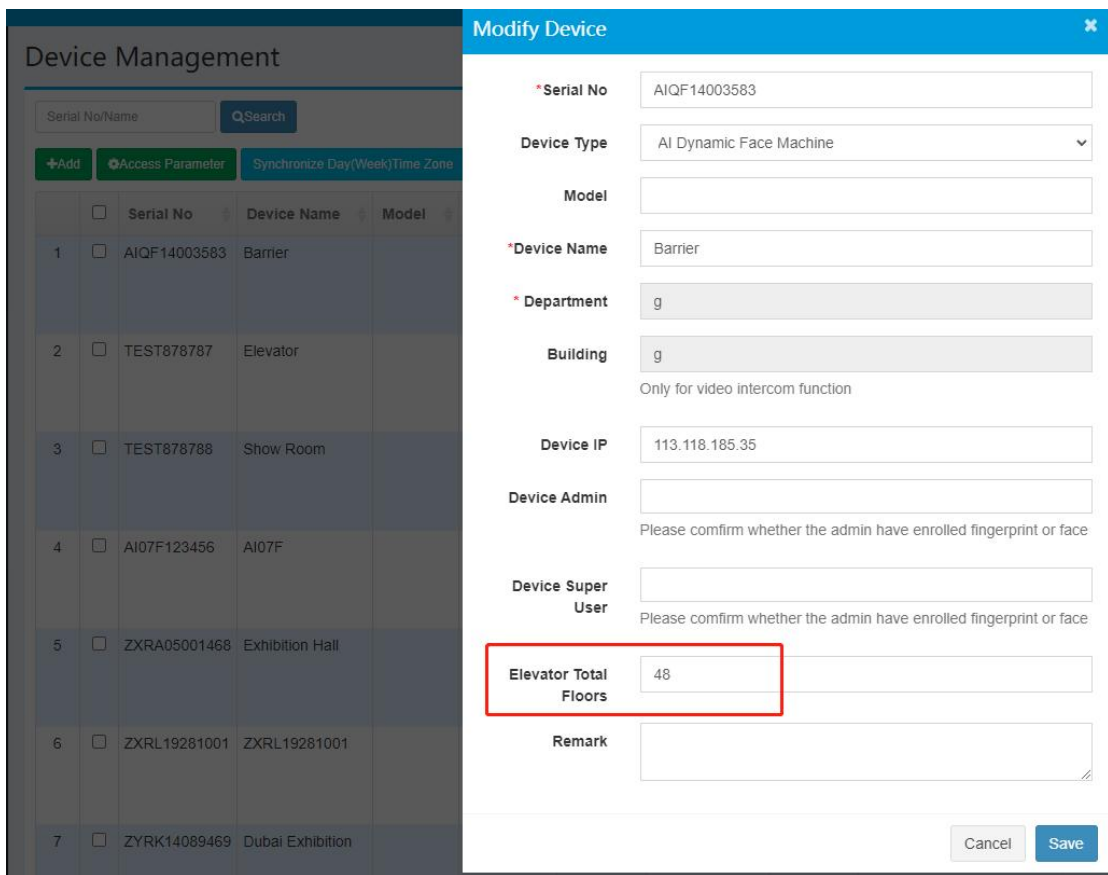 Device Management
Serial No/Name
Search
+Add
Access Parameter
Synchronize Day(Week)Time Zone
Serial No Device Name Model
1 AIQF14003583 Barrier
2 TEST878787 Elevator
3 TEST878788 Show Room
4 AI07F123456 AI07F
5 ZXRA05001468 Exhibition Hall
6 ZXRL19281001 ZXRL19281001
7 ZYRK14089469 Dubai Exhibition
Modify Device
*Serial No AIQF14003583
Device Type AI Dynamic Face Machine
Model
*Device Name Barrier
* Department g
Building g
Only for video intercom function
Device IP 113.118.185.35
Device Admin
Please comfirm whether the admin have enrolled fingerprint or face
Device Super
User
Please comfirm whether the admin have enrolled fingerprint or face
Elevator Total 48
Floors
Remark
Cancel Save